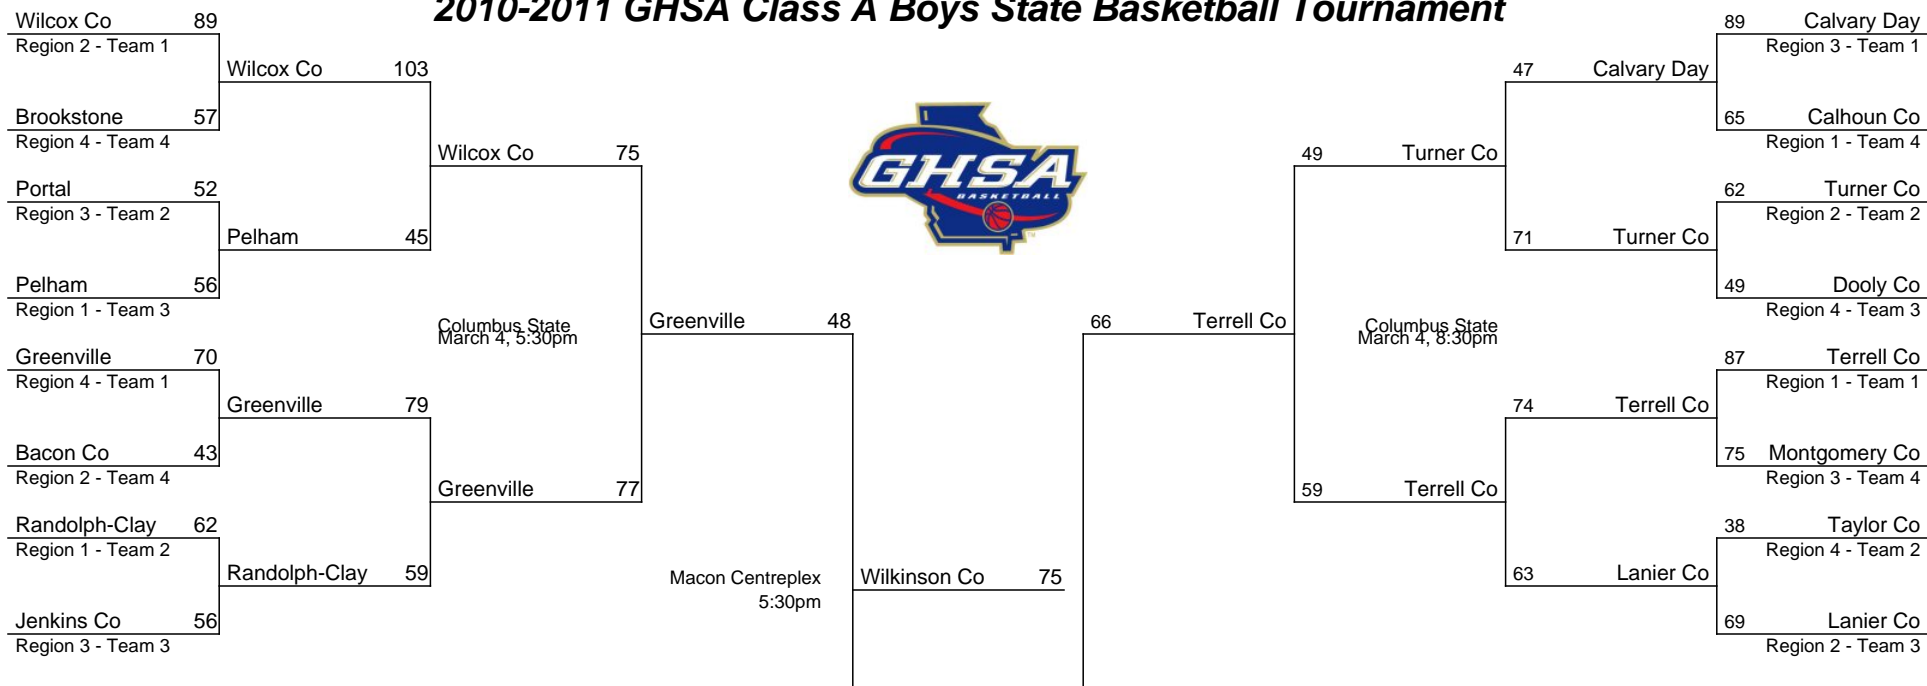 2010-2011 GHSA Class A Boys State Basketball Tournament
Wilcox Co 89
Region 2 - Team 1
Wilcox Co 103
Brookstone 57
Region 4 - Team 4
Wilcox Co 75
Portal 52
Region 3 - Team 2
Pelham 45
Pelham 56
Region 1 - Team 3
Columbus State
March 4, 5:30pm
Greenville 48
Greenville 70
Region 4 - Team 1
Greenville 79
Bacon Co 43
Region 2 - Team 4
Greenville 77
Randolph-Clay 62
Region 1 - Team 2
Randolph-Clay 59
Jenkins Co 56
Region 3 - Team 3
Macon Centreplex
5:30pm
Wilkinson Co 75
GHSA
BASKETBALL
TM
89 Calvary Day
Region 3 - Team 1
47 Calvary Day
65 Calhoun Co
Region 1 - Team 4
49 Turner Co
62 Turner Co
Region 2 - Team 2
71 Turner Co
49 Dooly Co
Region 4 - Team 3
66 Terrell Co
Columbus State
March 4, 8:30pm
87 Terrell Co
Region 1 - Team 1
74 Terrell Co
75 Montgomery Co
Region 3 - Team 4
59 Terrell Co
38 Taylor Co
Region 4 - Team 2
63 Lanier Co
69 Lanier Co
Region 2 - Team 3